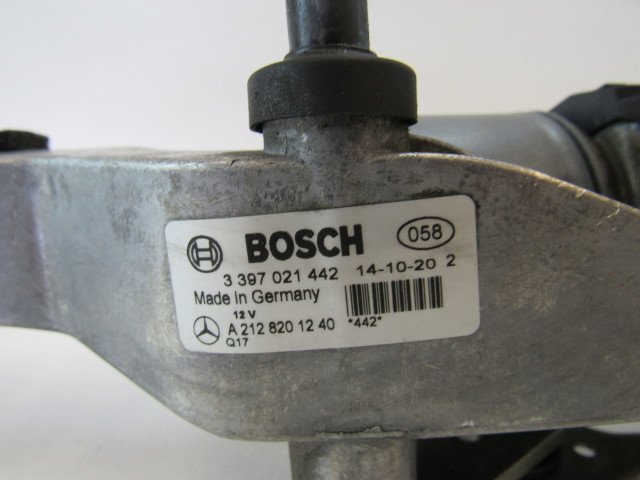 BOSCH 058
3 397 021 442 14-10-20 2
Made in Germany
12 V
A 212 820 12 40 *442*
Q17